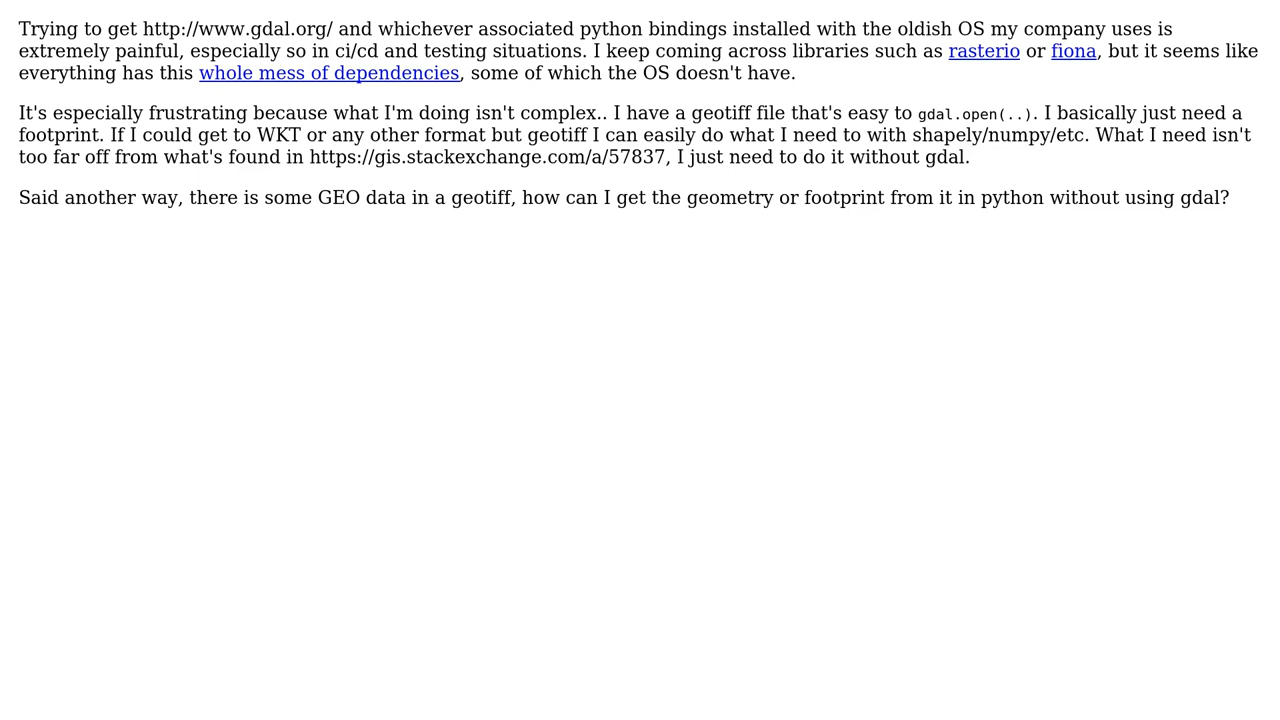 Trying to get http://www.gdal.org/ and whichever associated python bindings installed with the oldish OS my company uses is
extremely painful, especially so in ci/cd and testing situations. I keep coming across libraries such as rasterio or fiona, but it seems like
everything has this whole mess of dependencies, some of which the OS doesn't have.
It's especially frustrating because what I'm doing isn't complex.. I have a geotiff file that's easy to gdal.open(..). I basically just need a
footprint. If I could get to WKT or any other format but geotiff I can easily do what I need to with shapely/numpy/etc. What I need isn't
too far off from what's found in https://gis.stackexchange.com/a/57837, I just need to do it without gdal.
Said another way, there is some GEO data in a geotiff, how can I get the geometry or footprint from it in python without using gdal?